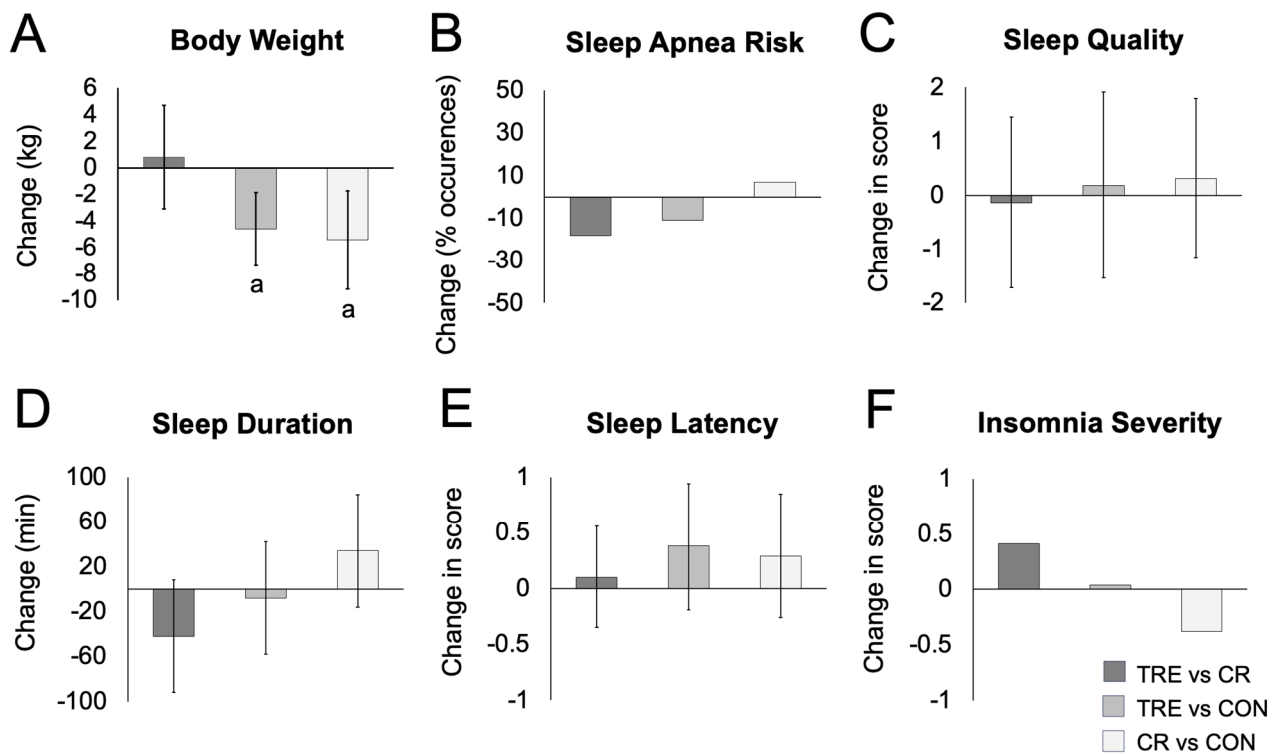 A
Body Weight
Change (kg)
6
4
2
0
-2
-4
-6
-8
-10
a
a
B
Sleep Apnea Risk
Change (% occurences)
50
30
10
-10
-30
-50
C
Sleep Quality
Change in score
2
1
0
-1
-2
D
Sleep Duration
Change (min)
100
60
20
-20
-60
-100
E
Sleep Latency
Change in score
1
0.5
0
-0.5
-1
F
Insomnia Severity
Change in score
1
0.5
0
-0.5
-1
TRE vs CR
TRE vs CON
CR vs CON